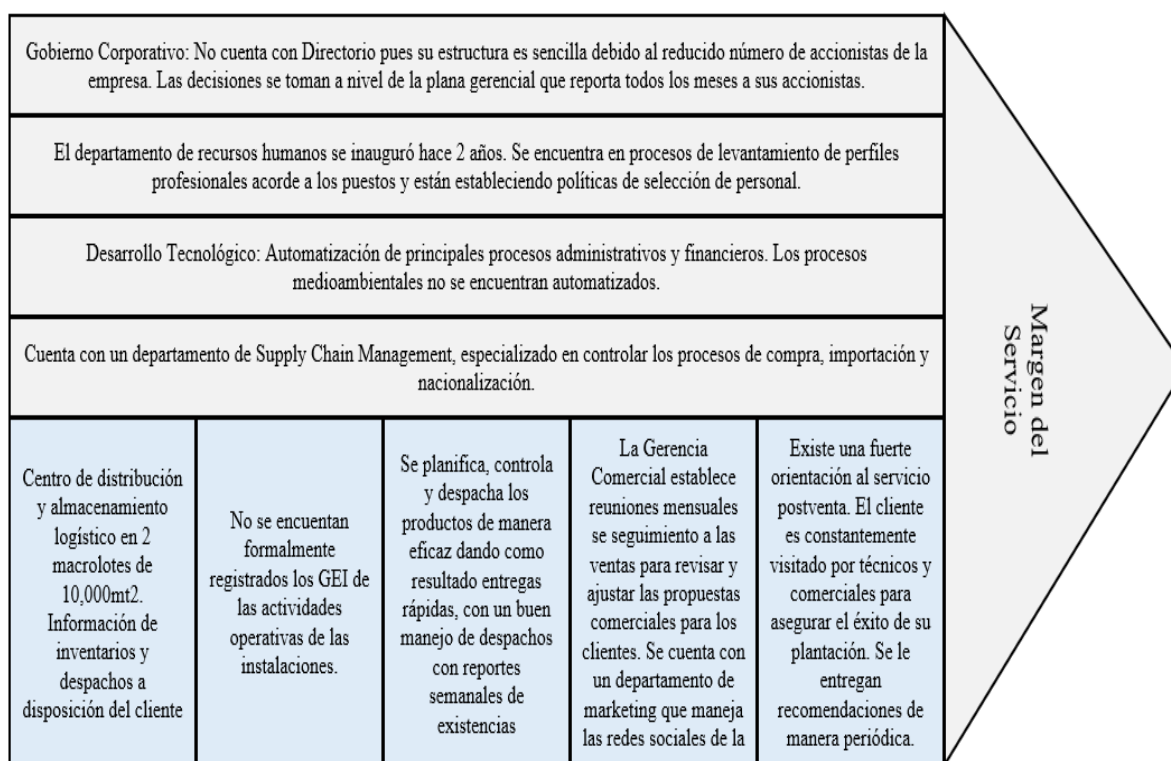 Gobierno Corporativo: No cuenta con Directorio pues su estructura es sencilla debido al reducido número de accionistas de la
empresa. Las decisiones se toman a nivel de la plana gerencial que reporta todos los meses a sus accionistas.
El departamento de recursos humanos se inauguró hace 2 años. Se encuentra en procesos de levantamiento de perfiles
profesionales acorde a los puestos y están estableciendo políticas de selección de personal.
Desarrollo Tecnológico: Automatización de principales procesos administrativos y financieros. Los procesos
medioambientales no se encuentran automatizados.
Cuenta con un departamento de Supply Chain Management, especializado en controlar los procesos de compra, importación y
nacionalización.
Centro de distribución
y almacenamiento
logístico en 2
macrolotes de
10,000mt2.
Información de
inventarios y
despachos a
disposición del cliente
No se encuentan
formalmente
registrados los GEI de
las actividades
operativas de las
instalaciones.
Se planifica, controla
y despacha los
productos de manera
eficaz dando como
resultado entregas
rápidas, con un buen
manejo de despachos
con reportes
semanales de
existencias
La Gerencia
Comercial establece
reuniones mensuales
se seguimiento a las
ventas para revisar y
ajustar las propuestas
comerciales para los
clientes. Se cuenta con
un departamento de
marketing que maneja
las redes sociales de la
Existe una fuerte
orientación al servicio
postventa. El cliente
es constantemente
visitado por técnicos y
comerciales para
asegurar el éxito de su
plantación. Se le
entregan
recomendaciones de
manera periódica.
Margen del
Servicio